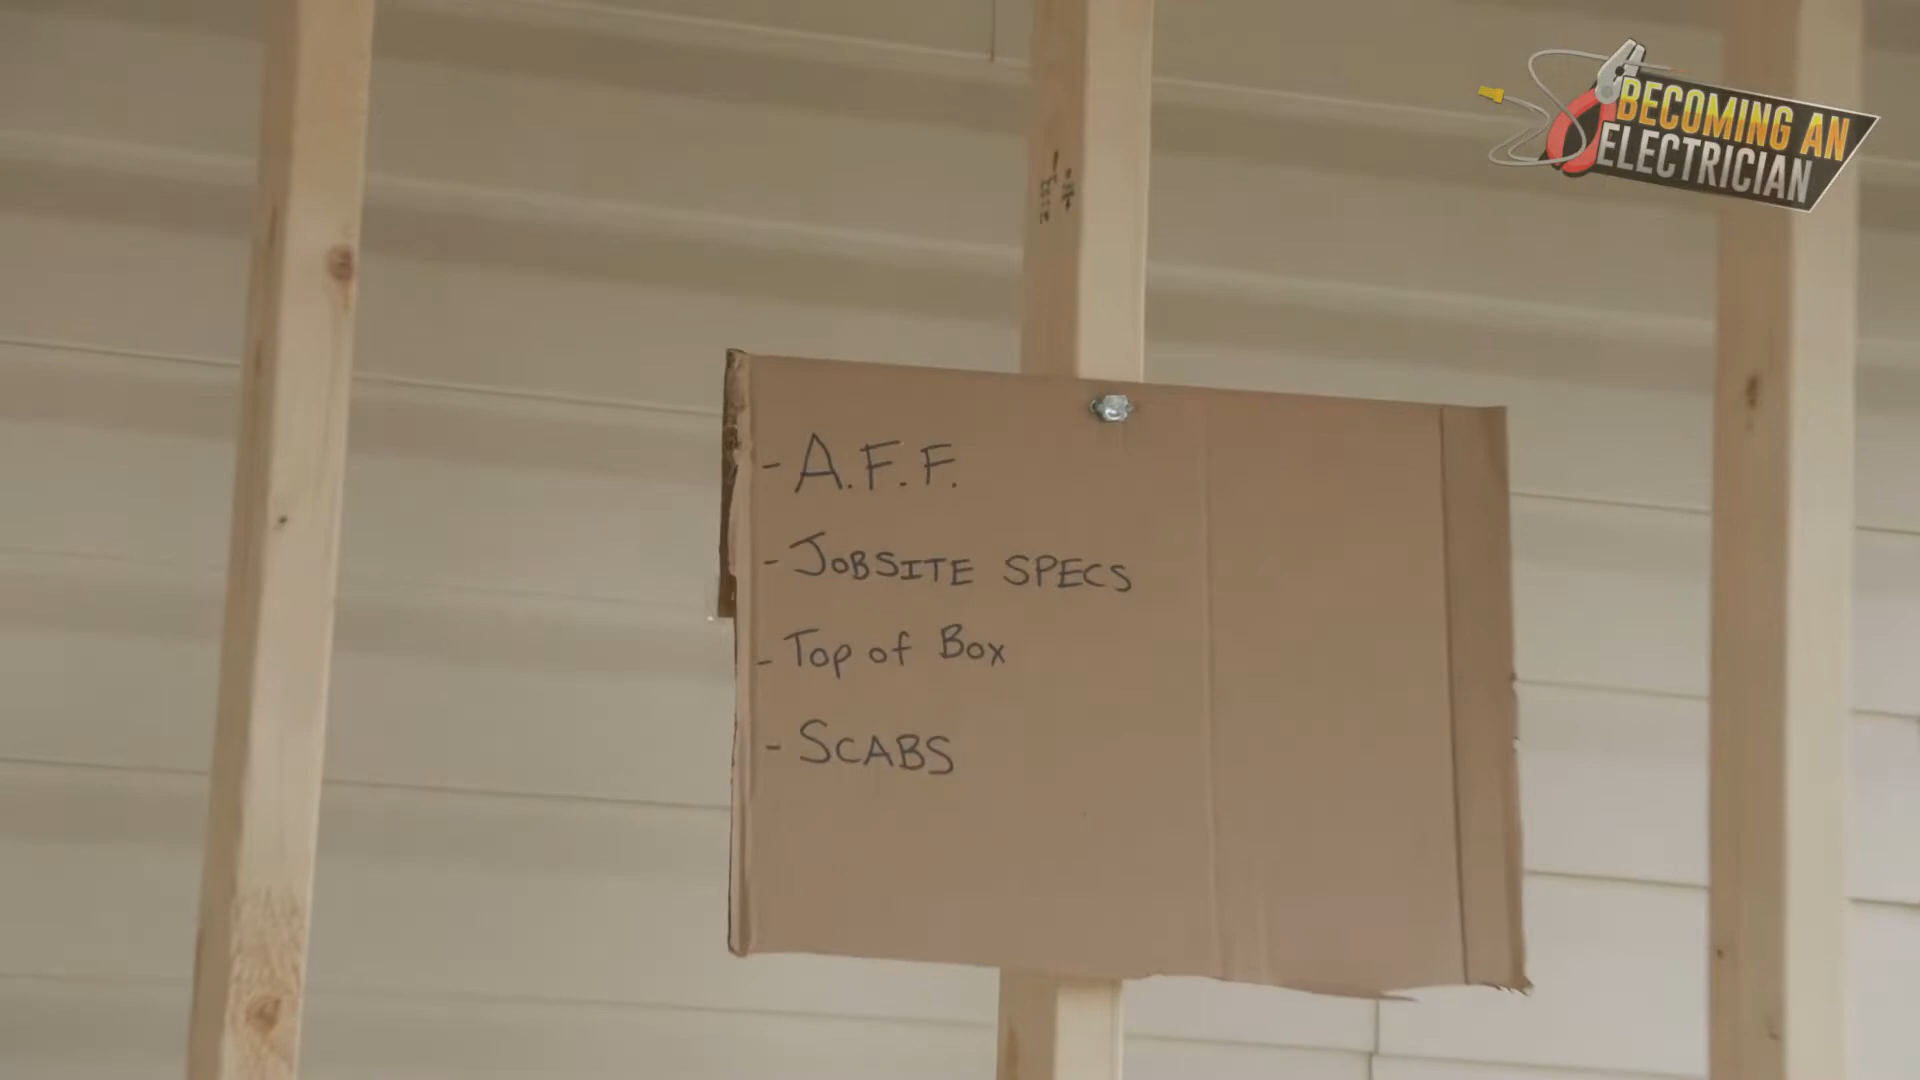 BECOMING AN
ELECTRICIAN
- A.F.F.
- JOBSITE SPECS
- Top of Box
- SCABS